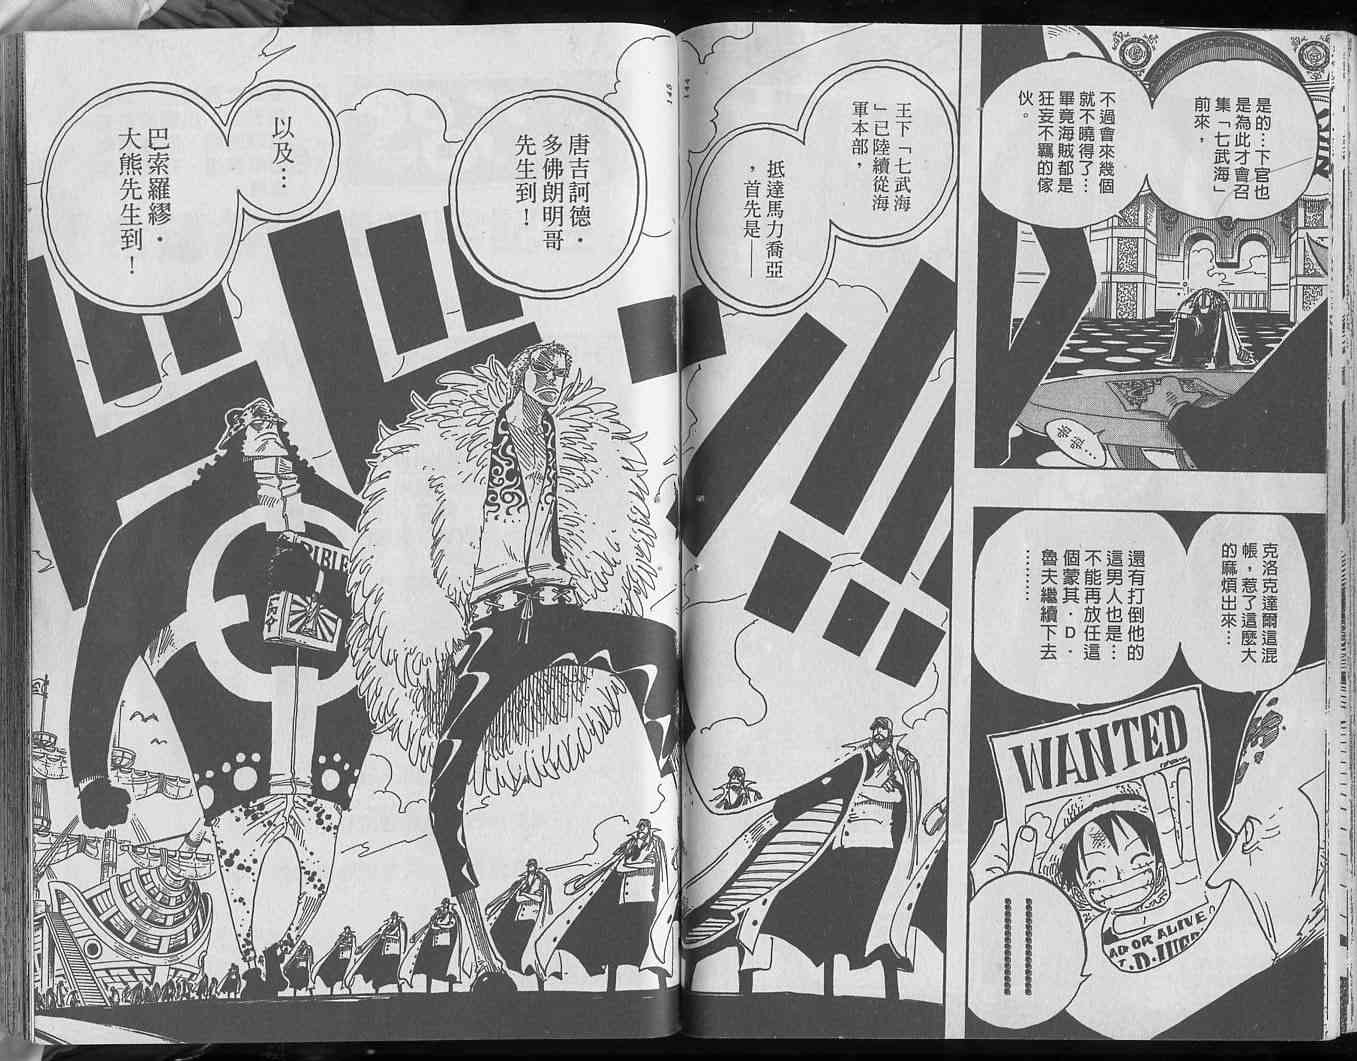 是的…下官也
是為此才會召
集「七武海」
前來，
不過會來幾個
就不曉得了…
畢竟海賊都是
狂妄不羈的傢
伙。
克洛克達爾這混
帳，惹了這麼大
的麻煩出來…
還有打倒他的
這男人也是…
不能再放任這
個蒙其．D．
魯夫繼續下去
………
WANTED
AD OR ALIVE
T.D.
王下「七武海
」已陸續從海
軍本部，
抵達馬力喬亞
，首先是——
唐吉訶德．
多佛朗明哥
先生到！
以及…
巴索羅繆．
大熊先生到！
BIBLE
146